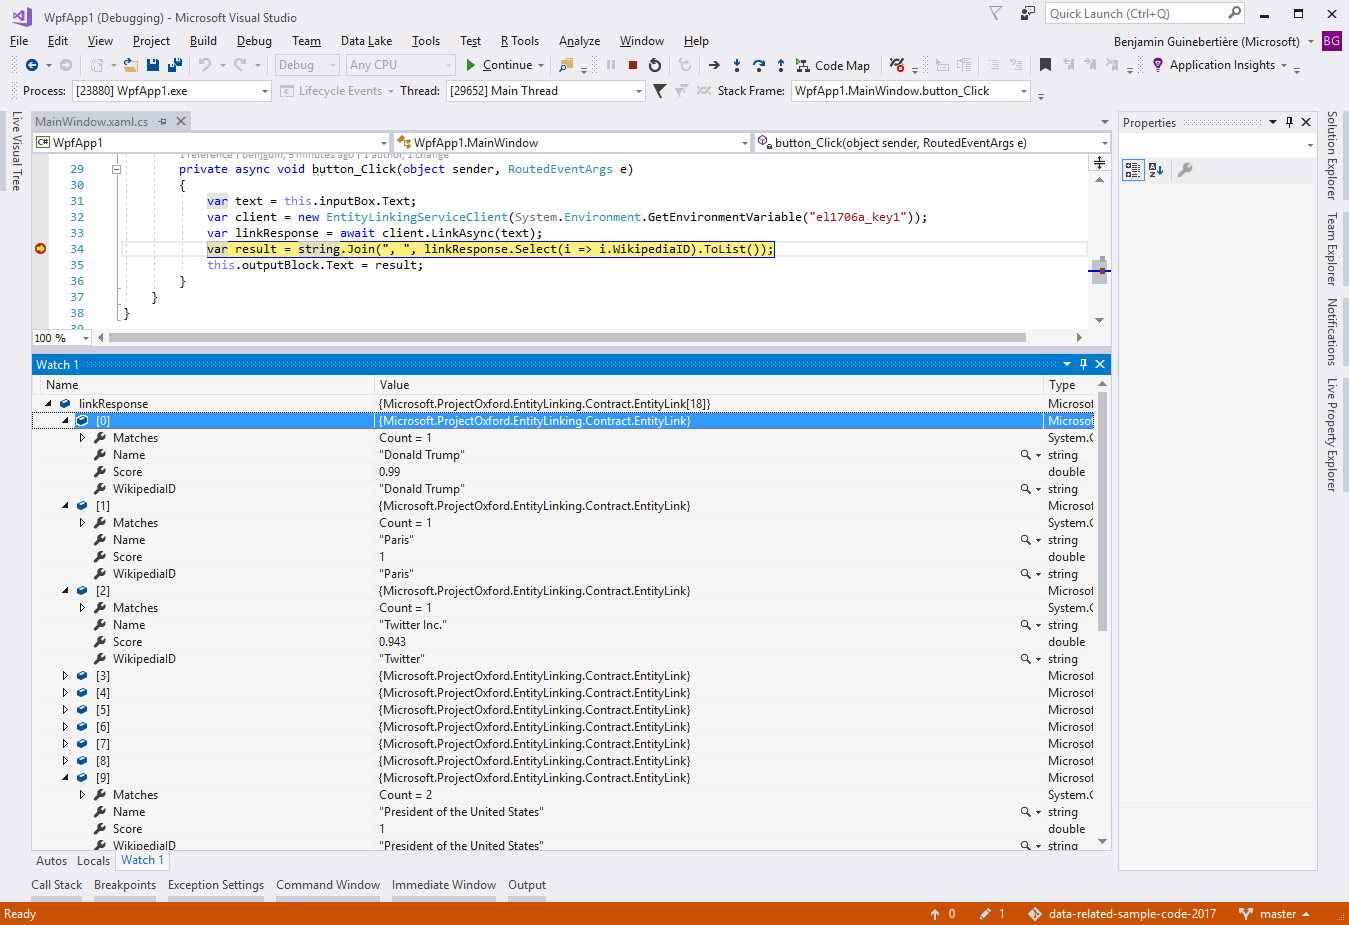 WpfApp1 (Debugging) - Microsoft Visual Studio
Quick Launch (Ctrl+Q)
File Edit View Project Build Debug Team Data Lake Tools Test R Tools Analyze Window Help
Benjamin Guinebertière (Microsoft) BG
Debug Any CPU Continue Code Map Application Insights
Process: [23880] WpfApp1.exe Lifecycle Events Thread: [29652] Main Thread Stack Frame: WpfApp1.MainWindow.button_Click
Live Visual Tree
MainWindow.xaml.cs
C# WpfApp1 WpfApp1.MainWindow button_Click(object sender, RoutedEventArgs e)
1 reference | benjguin, 5 minutes ago | 1 author, 1 change
29 private async void button_Click(object sender, RoutedEventArgs e)
30 {
31 var text = this.inputBox.Text;
32 var client = new EntityLinkingServiceClient(System.Environment.GetEnvironmentVariable("el1706a_key1"));
33 var linkResponse = await client.LinkAsync(text);
34 var result = string.Join(", ", linkResponse.Select(i => i.WikipediaID).ToList());
35 this.outputBlock.Text = result;
36 }
37 }
38 }
39
100 %
Watch 1
Name Value Type
linkResponse {Microsoft.ProjectOxford.EntityLinking.Contract.EntityLink[18]} Microsof
[0] {Microsoft.ProjectOxford.EntityLinking.Contract.EntityLink} Microsof
Matches Count = 1 System.C
Name "Donald Trump" string
Score 0.99 double
WikipediaID "Donald Trump" string
[1] {Microsoft.ProjectOxford.EntityLinking.Contract.EntityLink} Microsof
Matches Count = 1 System.C
Name "Paris" string
Score 1 double
WikipediaID "Paris" string
[2] {Microsoft.ProjectOxford.EntityLinking.Contract.EntityLink} Microsof
Matches Count = 1 System.C
Name "Twitter Inc." string
Score 0.943 double
WikipediaID "Twitter" string
[3] {Microsoft.ProjectOxford.EntityLinking.Contract.EntityLink} Microsof
[4] {Microsoft.ProjectOxford.EntityLinking.Contract.EntityLink} Microsof
[5] {Microsoft.ProjectOxford.EntityLinking.Contract.EntityLink} Microsof
[6] {Microsoft.ProjectOxford.EntityLinking.Contract.EntityLink} Microsof
[7] {Microsoft.ProjectOxford.EntityLinking.Contract.EntityLink} Microsof
[8] {Microsoft.ProjectOxford.EntityLinking.Contract.EntityLink} Microsof
[9] {Microsoft.ProjectOxford.EntityLinking.Contract.EntityLink} Microsof
Matches Count = 2 System.C
Name "President of the United States" string
Score 1 double
WikipediaID "President of the United States" string
Autos Locals Watch 1
Call Stack Breakpoints Exception Settings Command Window Immediate Window Output
Properties
Solution Explorer
Team Explorer
Notifications
Live Property Explorer
Ready 0 1 data-related-sample-code-2017 master